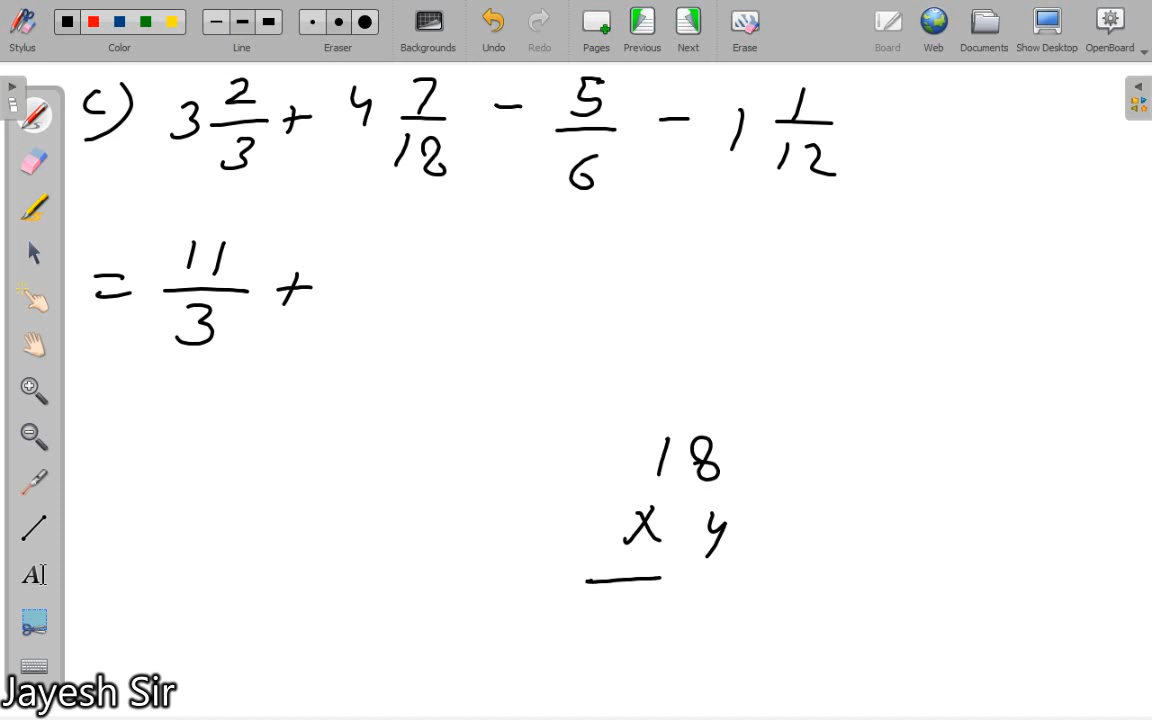 Stylus Color Line Eraser Backgrounds Undo Redo Pages Previous Next Erase Board Web Documents Show Desktop OpenBoard
c) 3 2/3 + 4 7/18 - 5/6 - 1 1/12
= 11/3 +
18
x 4
Jayesh Sir